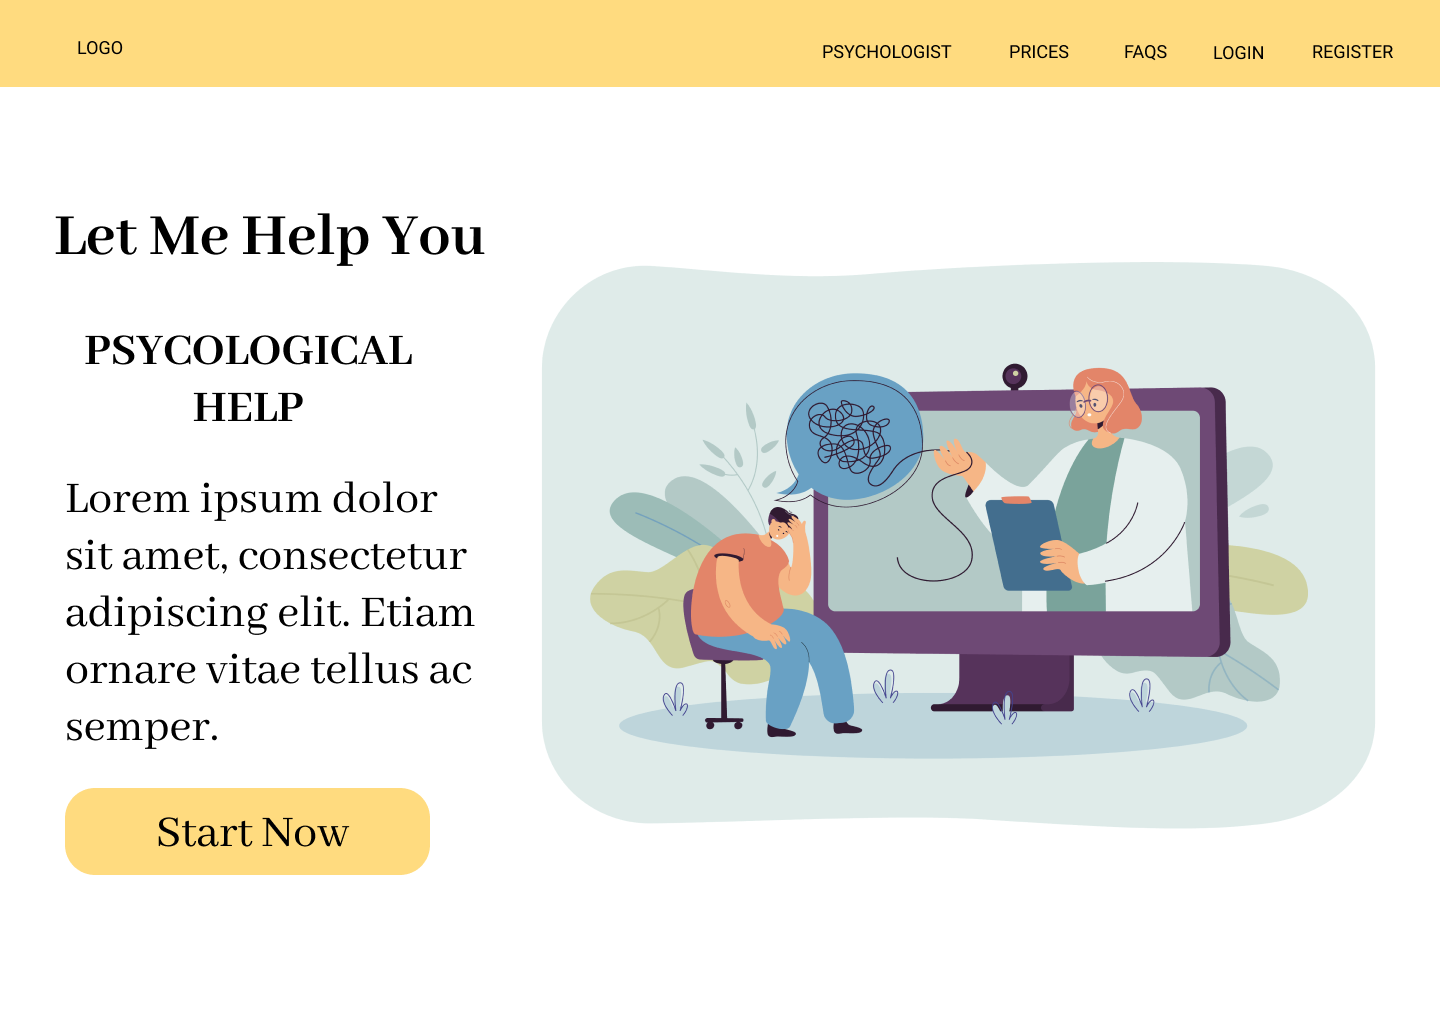 LOGO
PSYCHOLOGIST
PRICES
FAQS
LOGIN
REGISTER
Let Me Help You
PSYCOLOGICAL
HELP
Lorem ipsum dolor
sit amet, consectetur
adipiscing elit. Etiam
ornare vitae tellus ac
semper.
Start Now